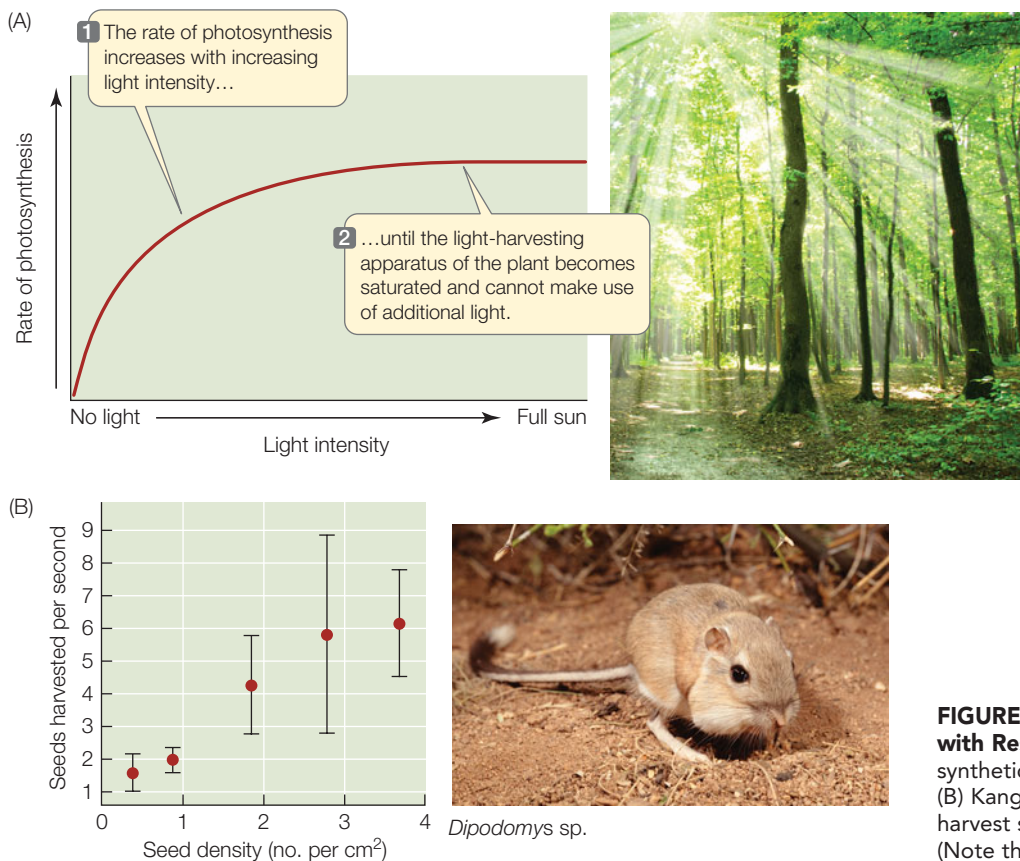 (A)
1 The rate of photosynthesis
increases with increasing
light intensity…
2 …until the light-harvesting
apparatus of the plant becomes
saturated and cannot make use
of additional light.
Rate of photosynthesis
No light
Full sun
Light intensity
(B)
Seeds harvested per second
9
8
7
6
5
4
3
2
1
0 1 2 3 4
Seed density (no. per cm²)
Dipodomys sp.
FIGURE
with Re
synthetic
(B) Kang
harvest s
(Note th